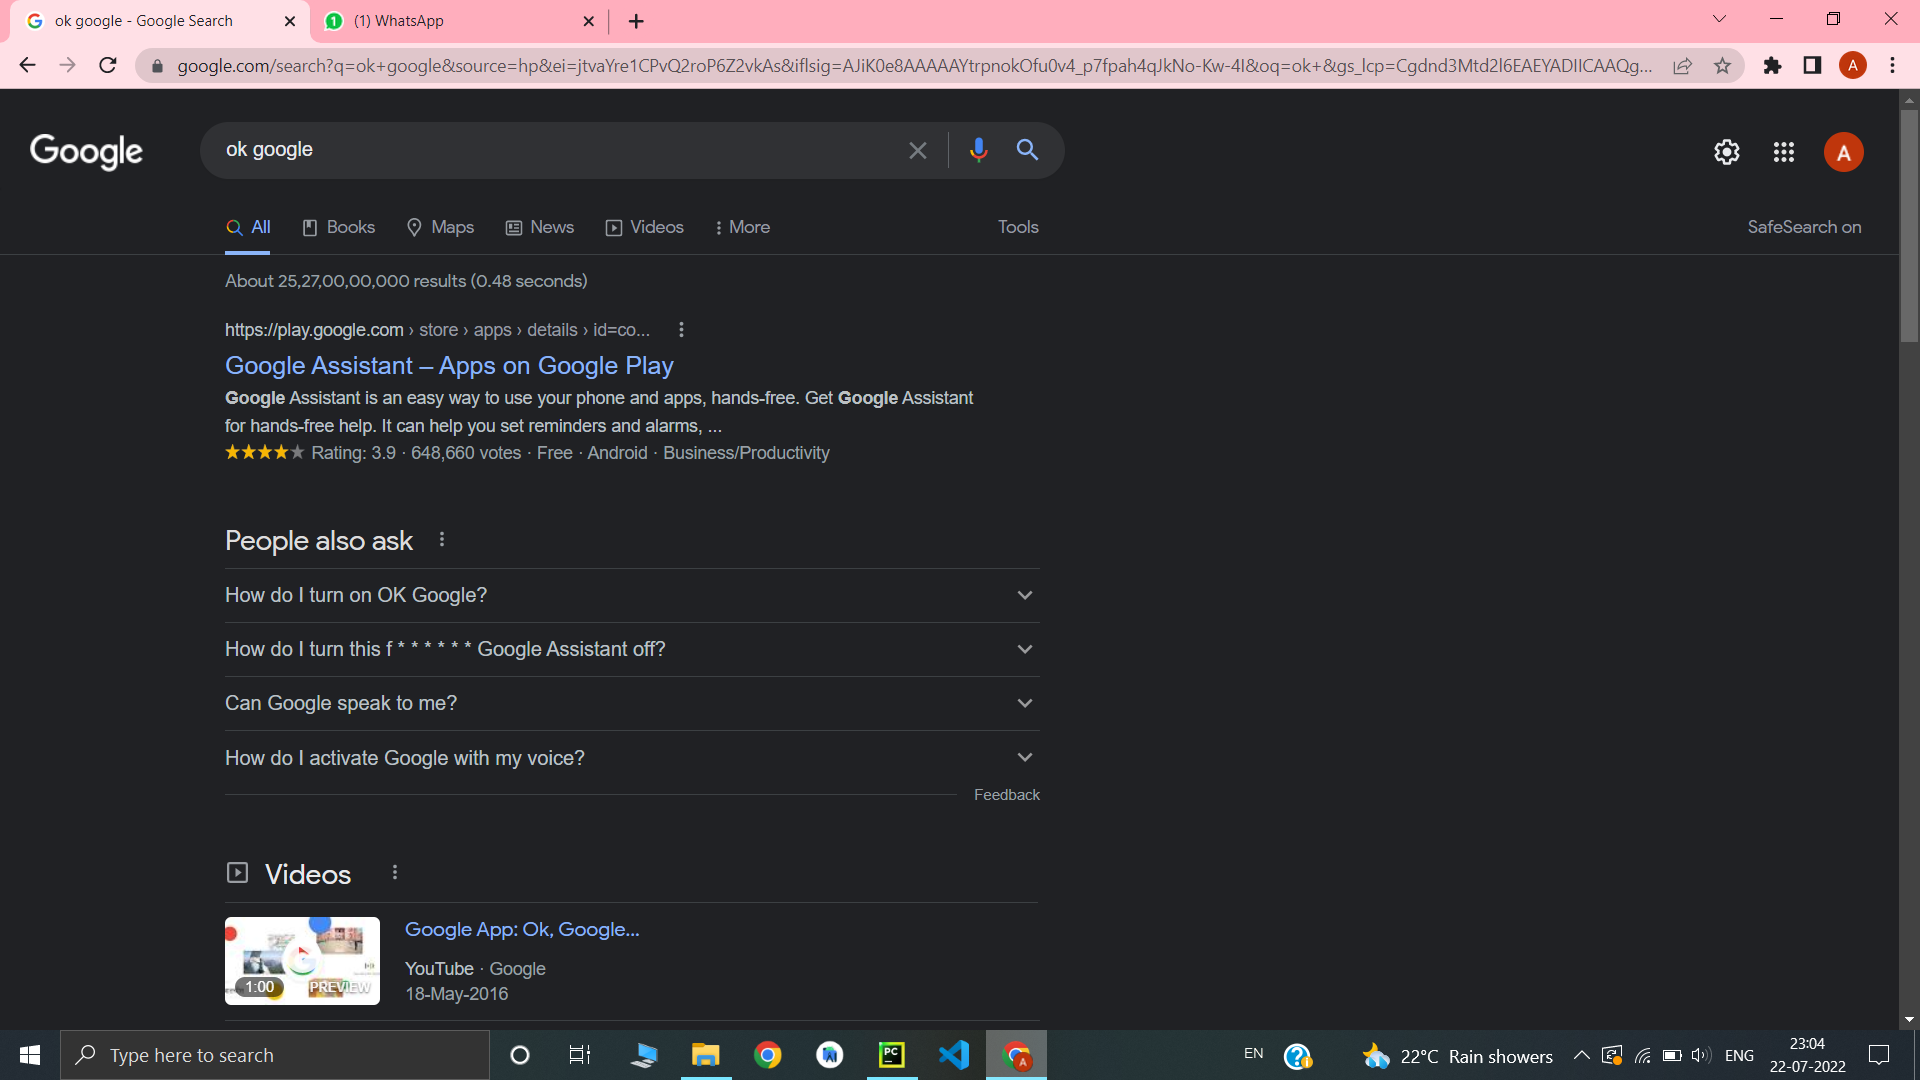 ok google - Google Search
(1) WhatsApp
google.com/search?q=ok+google&source=hp&ei=jtvaYre1CPvQ2roP6Z2vkAs&iflsig=AJiK0e8AAAAAYtrpnokOfu0v4_p7fpah4qJkNo-Kw-4I&oq=ok+&gs_lcp=Cgdnd3Mtd2l6EAEYADIICAAQg...
A
Google
ok google
A
All
Books
Maps
News
Videos
More
Tools
SafeSearch on
About 25,27,00,00,000 results (0.48 seconds)
https://play.google.com › store › apps › details › id=co...
Google Assistant – Apps on Google Play
Google Assistant is an easy way to use your phone and apps, hands-free. Get Google Assistant
for hands-free help. It can help you set reminders and alarms, ...
Rating: 3.9 · 648,660 votes · Free · Android · Business/Productivity
People also ask
How do I turn on OK Google?
How do I turn this f * * * * * * Google Assistant off?
Can Google speak to me?
How do I activate Google with my voice?
Feedback
Videos
Google App: Ok, Google...
YouTube · Google
18-May-2016
1:00
PREVIEW
Type here to search
PC
A
EN
22°C Rain showers
ENG
23:04
22-07-2022